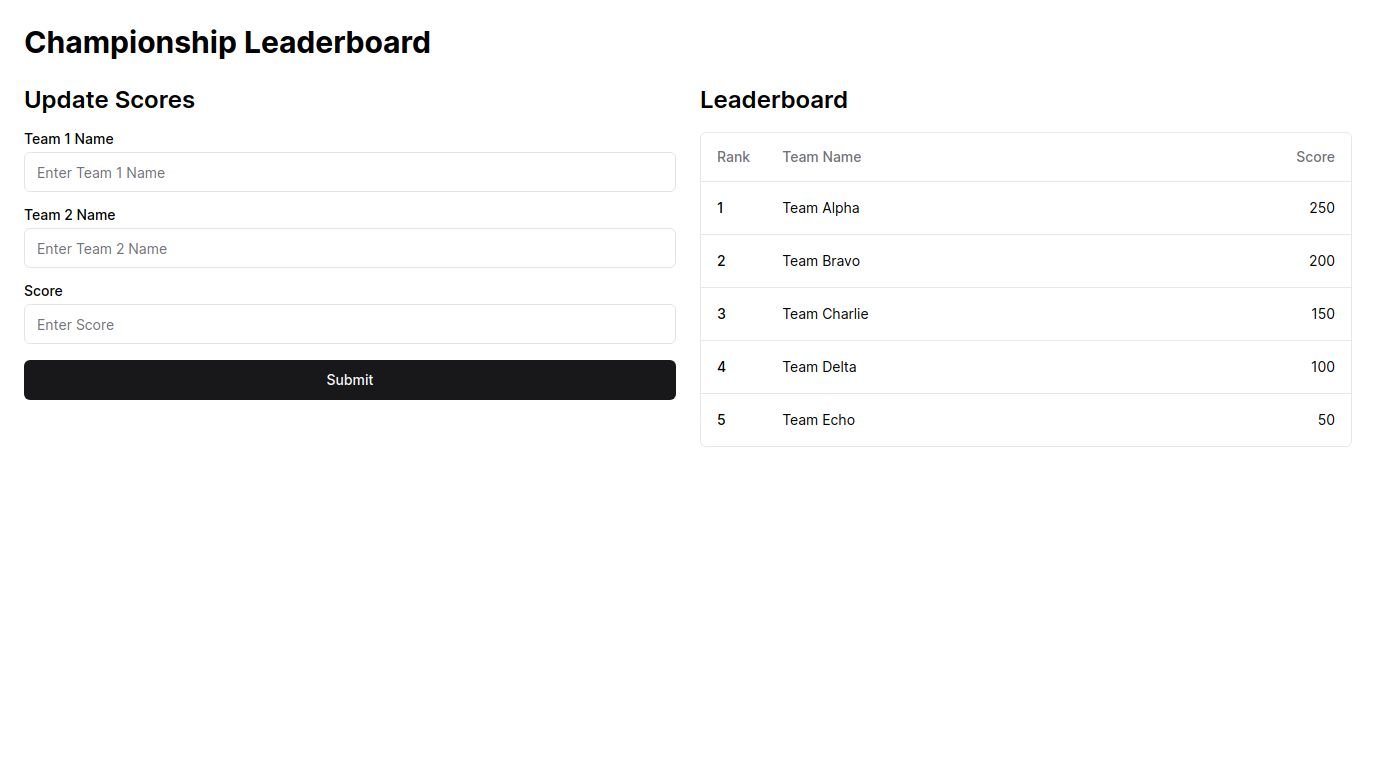 Championship Leaderboard
Update Scores
Team 1 Name
Enter Team 1 Name
Team 2 Name
Enter Team 2 Name
Score
Enter Score
Submit
Leaderboard
Rank Team Name Score
1 Team Alpha 250
2 Team Bravo 200
3 Team Charlie 150
4 Team Delta 100
5 Team Echo 50